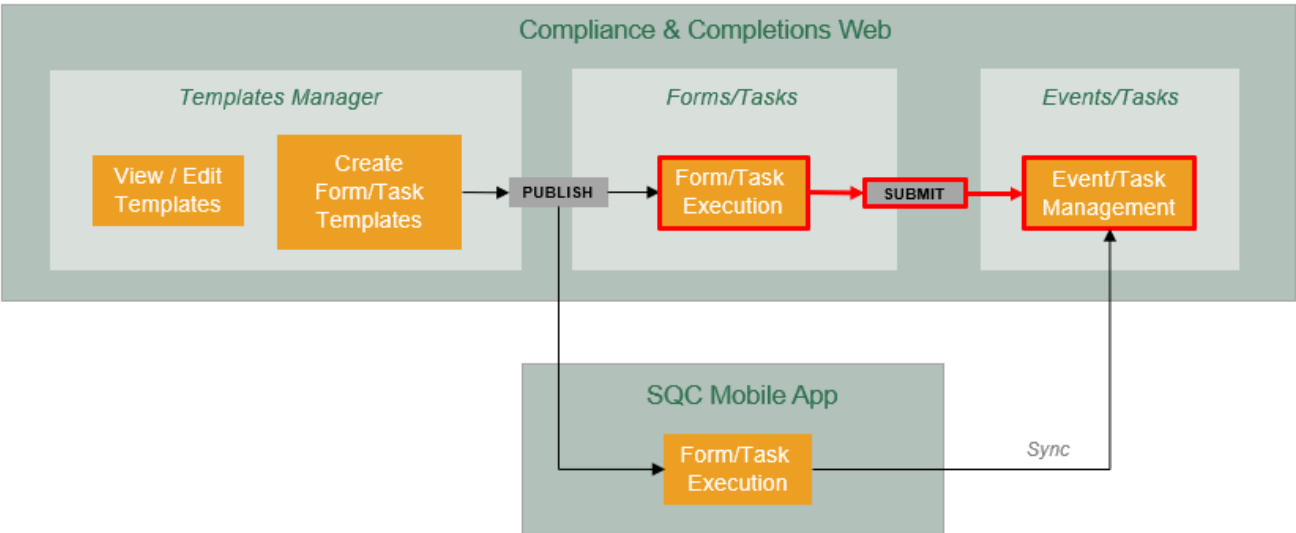 Compliance & Completions Web
Templates Manager
Forms/Tasks
Events/Tasks
View / Edit
Templates
Create
Form/Task
Templates
PUBLISH
Form/Task
Execution
SUBMIT
Event/Task
Management
SQC Mobile App
Form/Task
Execution
Sync